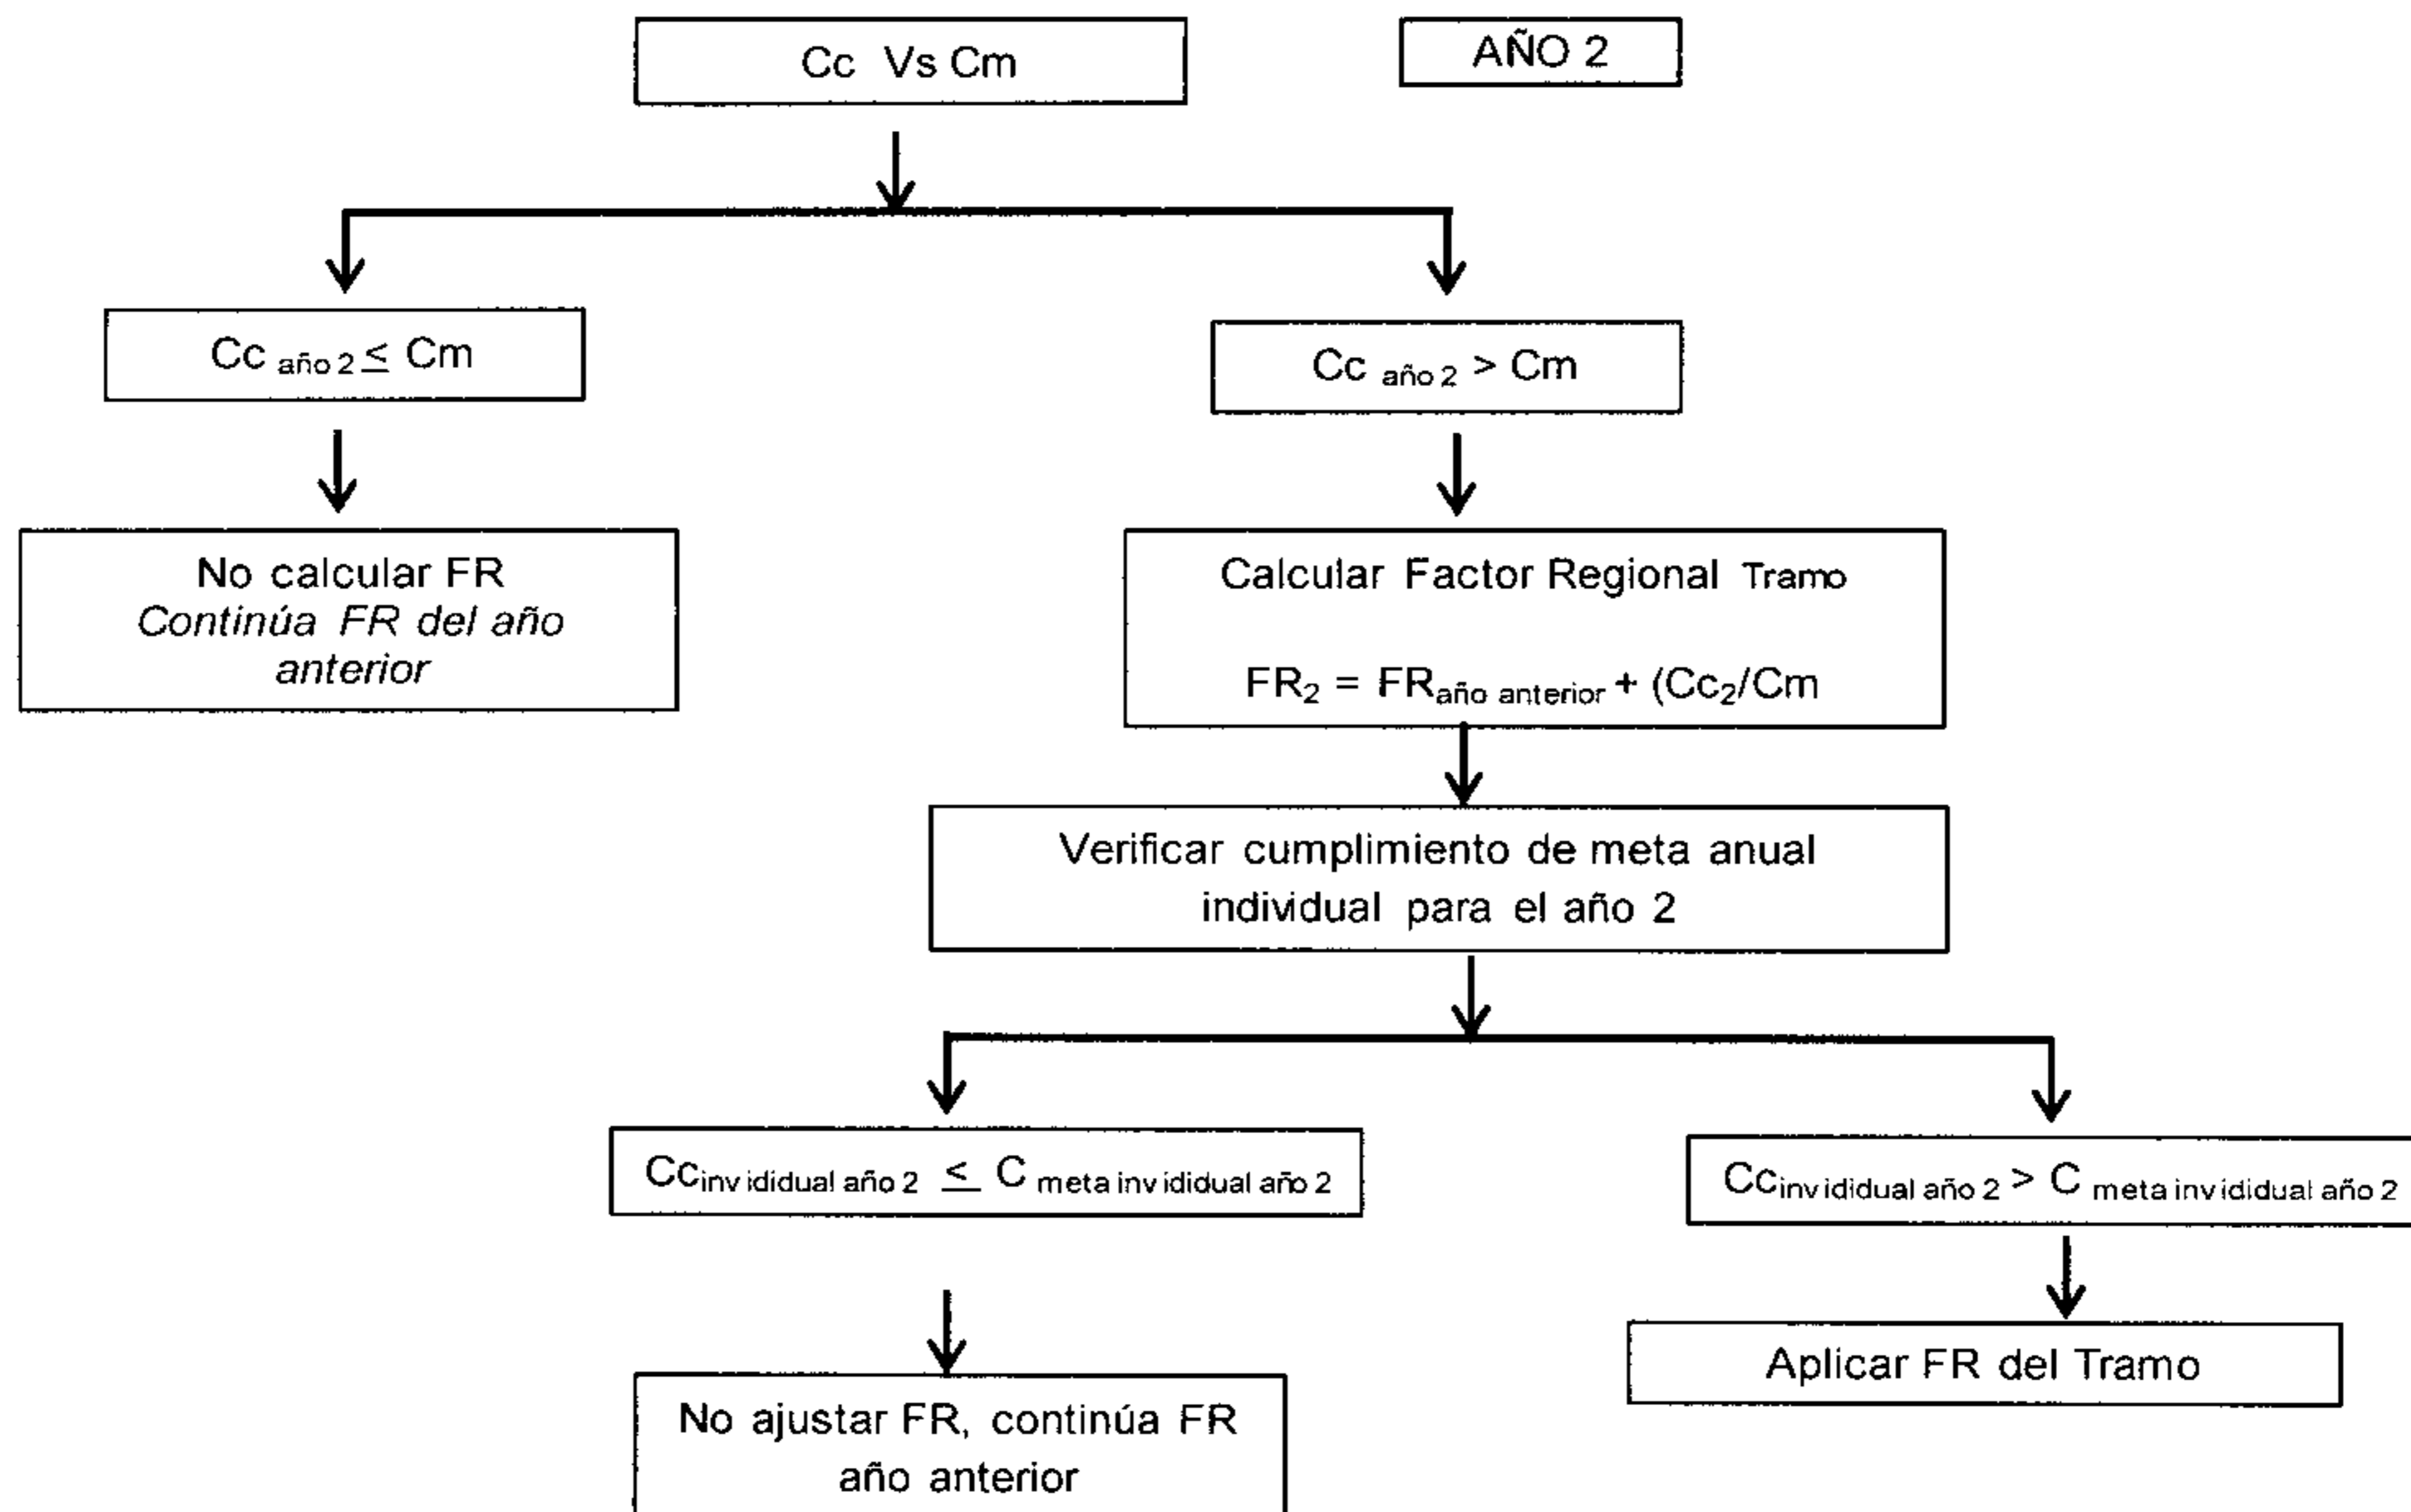 Cc Vs Cm
AÑO 2
Cc año 2 ≤ Cm
Cc año 2 > Cm
No calcular FR
Continúa FR del año
anterior
Calcular Factor Regional Tramo
FR2 = FRaño anterior + (Cc2/Cm
Verificar cumplimiento de meta anual
individual para el año 2
Ccinvididual año 2 ≤ C meta invididual año 2
Ccinvididual año 2 > C meta invididual año 2
Aplicar FR del Tramo
No ajustar FR, continúa FR
año anterior